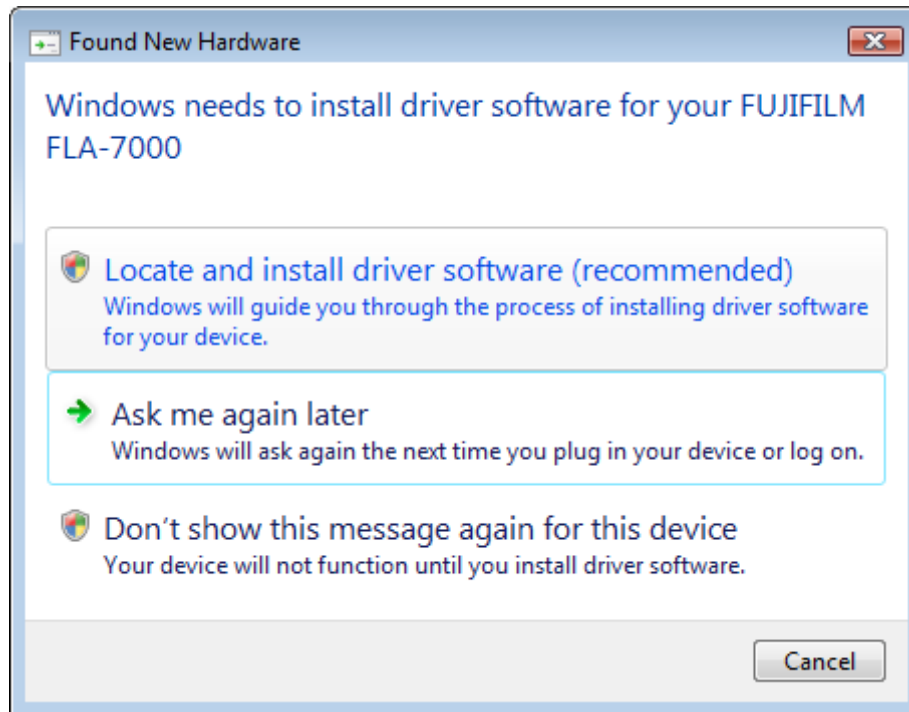 Found New Hardware
Windows needs to install driver software for your FUJIFILM
FLA-7000
Locate and install driver software (recommended)
Windows will guide you through the process of installing driver software
for your device.
Ask me again later
Windows will ask again the next time you plug in your device or log on.
Don't show this message again for this device
Your device will not function until you install driver software.
Cancel